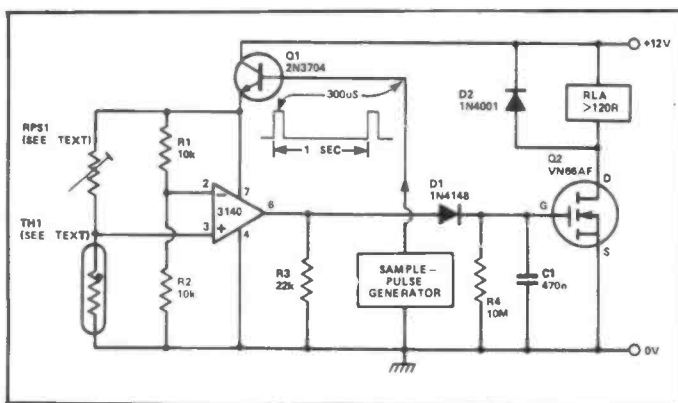 +12V
Q1
2N3704
D2
1N4001
RLA
>120R
300uS
RPS1
(SEE TEXT)
R1
10k
1 SEC
Q2
VN66AF
D
D1
1N4148
2
7
3140
6
G
3
+
4
S
TH1
(SEE TEXT)
R2
10k
R3
22k
SAMPLE-
PULSE
GENERATOR
R4
10M
C1
470n
0V